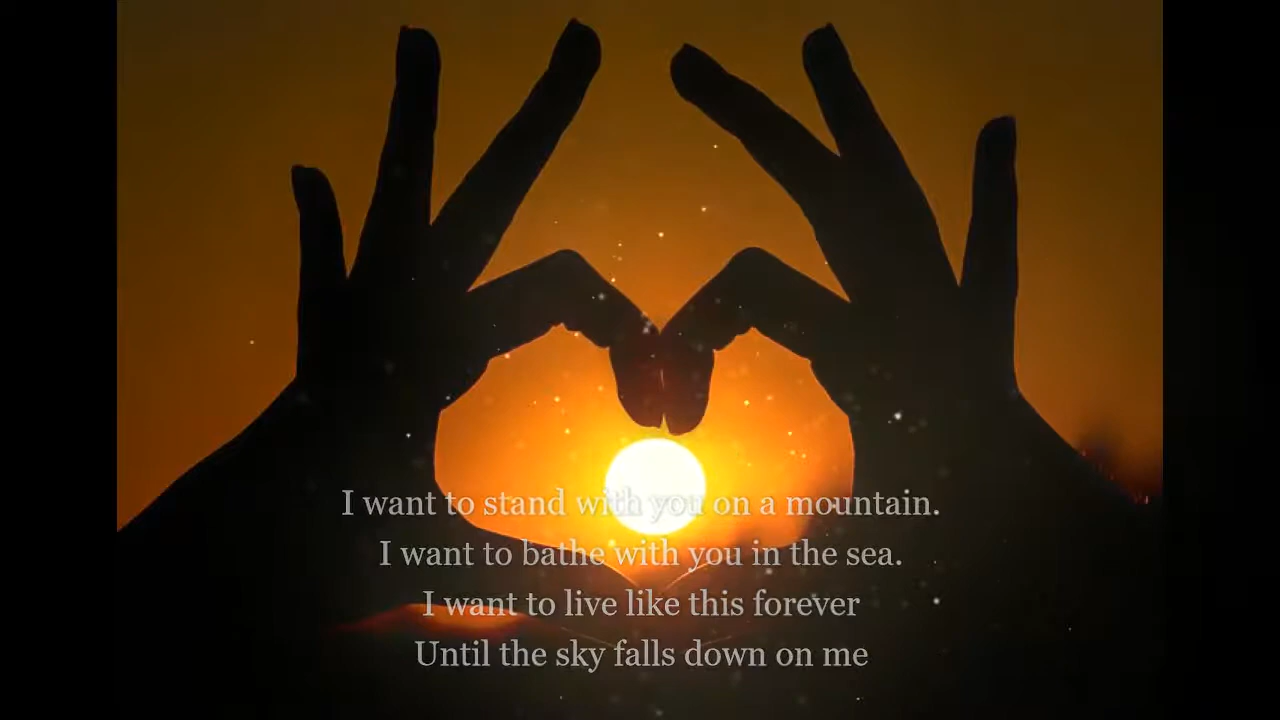 I want to stand with you on a mountain.
I want to bathe with you in the sea.
I want to live like this forever
Until the sky falls down on me